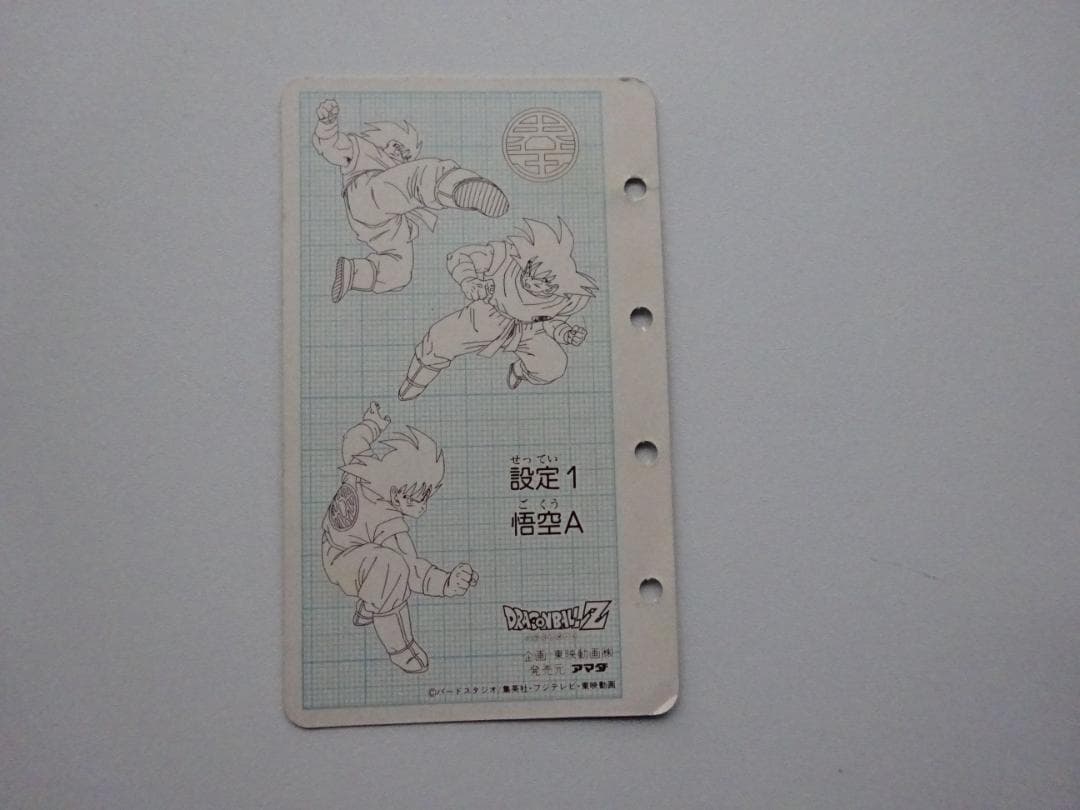 せってい
設定1
ごくう
悟空A
DRAGONBALL Z
企画 東映動画㈱
発売元 アマダ
©バードスタジオ/集英社・フジテレビ・東映動画